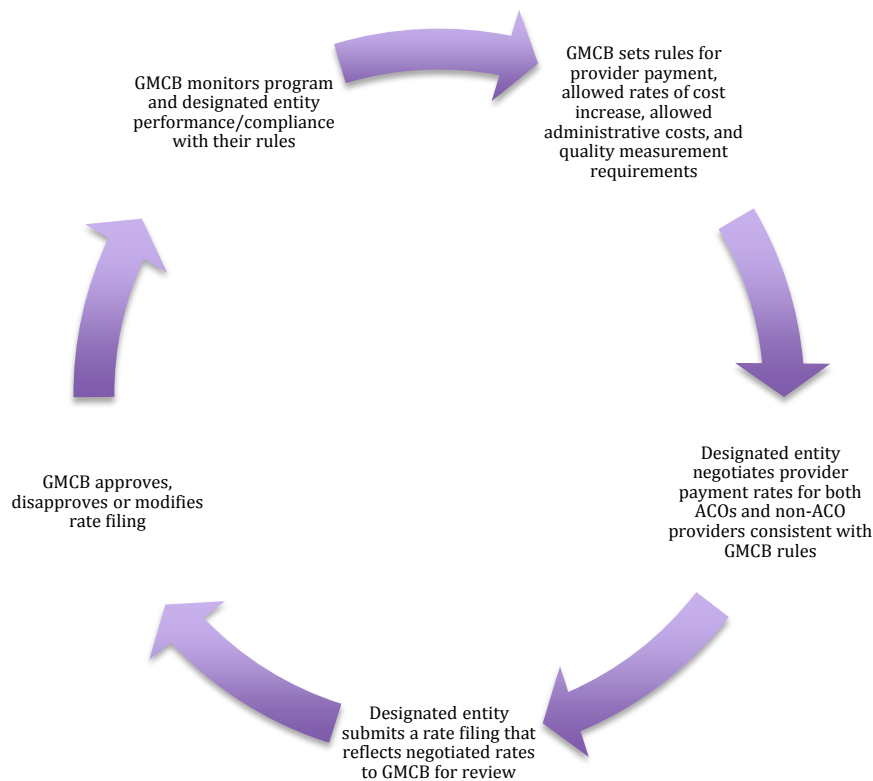 GMCB monitors program
and designated entity
performance/compliance
with their rules
GMCB sets rules for
provider payment,
allowed rates of cost
increase, allowed
administrative costs, and
quality measurement
requirements
Designated entity
negotiates provider
payment rates for both
ACOs and non-ACO
providers consistent with
GMCB rules
Designated entity
submits a rate filing that
reflects negotiated rates
to GMCB for review
GMCB approves,
disapproves or modifies
rate filing